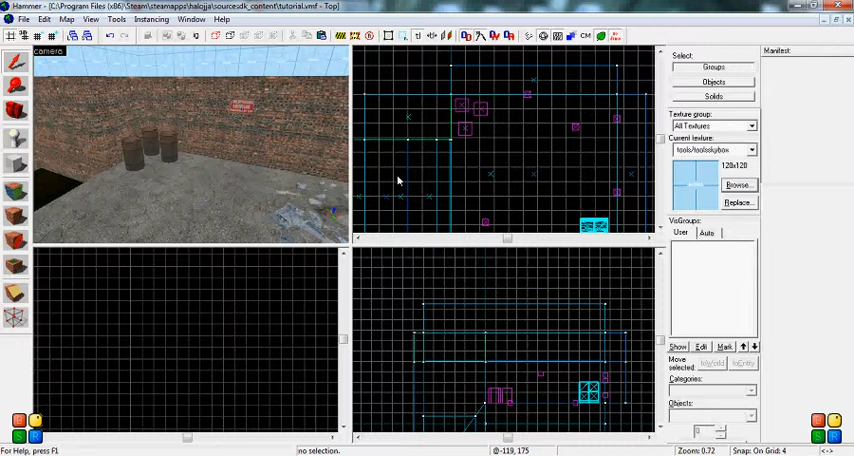 Hammer - [C:\Program Files (x86)\Steam\steamapps\halojja\sourcesdk_content\tutorial.vmf - Top]
File Edit Map View Tools Instancing Window Help
CM
camera
Select:
Groups
Objects
Solids
Texture group:
All Textures
Current texture:
tools/toolsskybox
128x128
Browse...
Replace...
VisGroups:
User Auto
Show Edit Mark
Move selected:
toWorld toEntity
Categories:
Objects:
0
Manifest:
R
S R
R
S R
For Help, press F1
no selection.
@-119, 175
Zoom: 0.72
Snap: On Grid: 4
<->